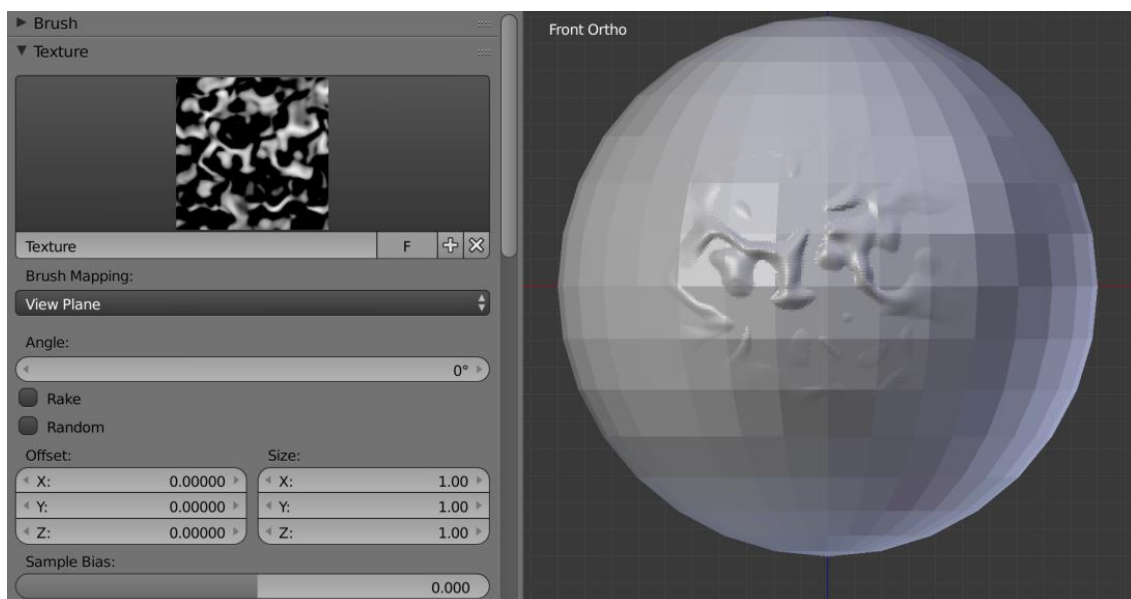 Brush
Texture
Front Ortho
Texture F
Brush Mapping:
View Plane
Angle:
0°
Rake
Random
Offset: Size:
X: 0.00000 X: 1.00
Y: 0.00000 Y: 1.00
Z: 0.00000 Z: 1.00
Sample Bias:
0.000